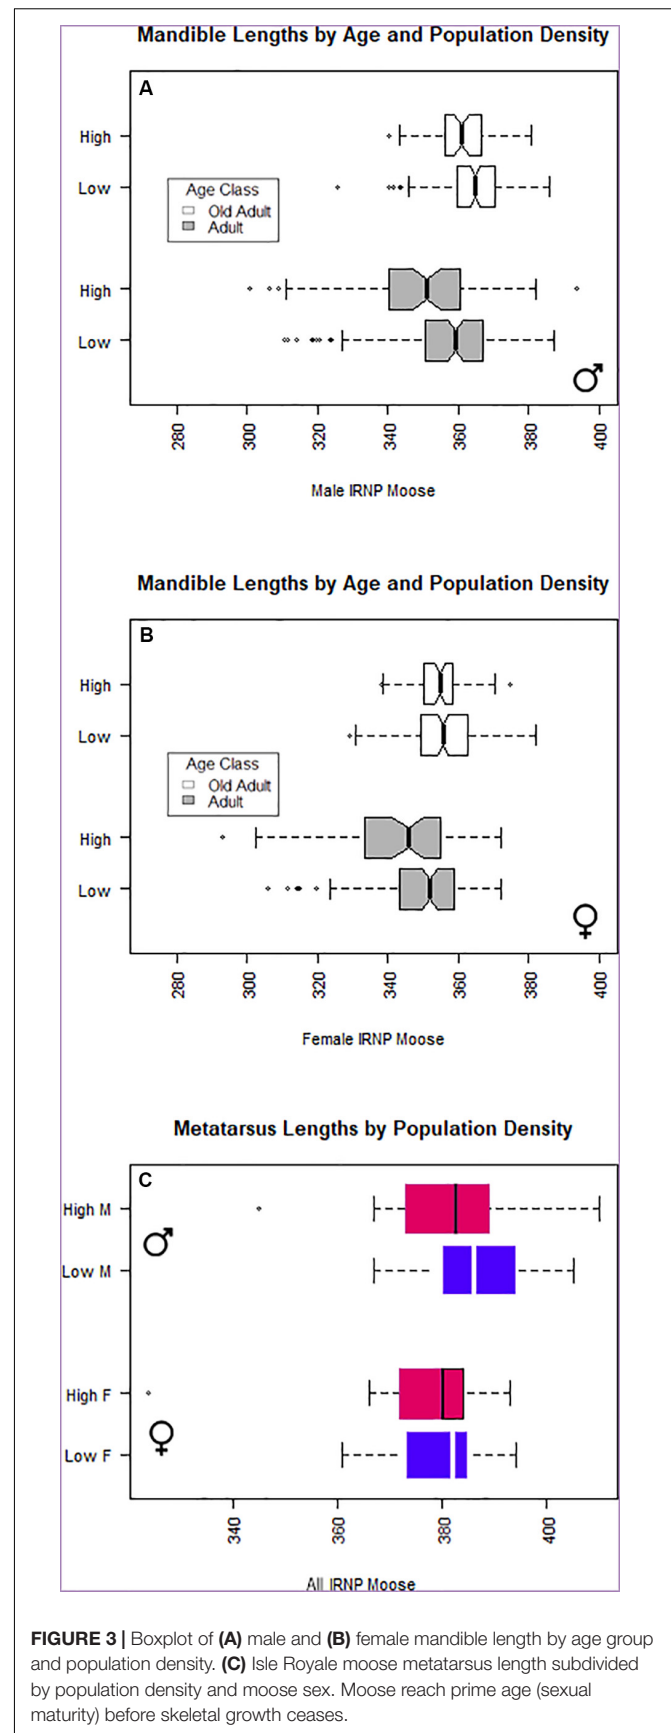 Mandible Lengths by Age and Population Density
A
High
Low
Age Class
Old Adult
Adult
High
Low
280 300 320 340 360 380 400
Male IRNP Moose
Mandible Lengths by Age and Population Density
B
High
Low
Age Class
Old Adult
Adult
High
Low
280 300 320 340 360 380 400
Female IRNP Moose
Metatarsus Lengths by Population Density
C
High M
Low M
High F
Low F
340 360 380 400
All IRNP Moose
FIGURE 3 | Boxplot of (A) male and (B) female mandible length by age group
and population density. (C) Isle Royale moose metatarsus length subdivided
by population density and moose sex. Moose reach prime age (sexual
maturity) before skeletal growth ceases.